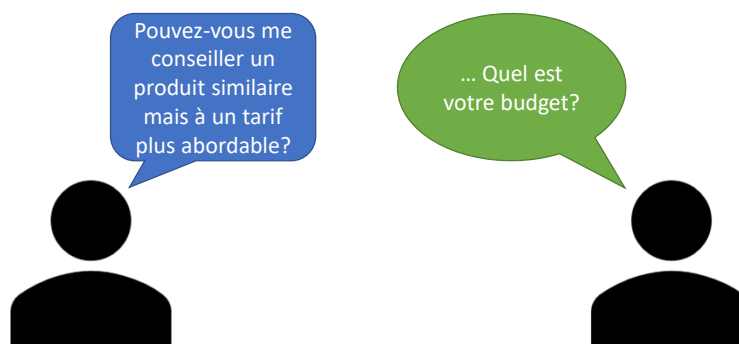 Pouvez-vous me
conseiller un
produit similaire
mais à un tarif
plus abordable?
... Quel est
votre budget?